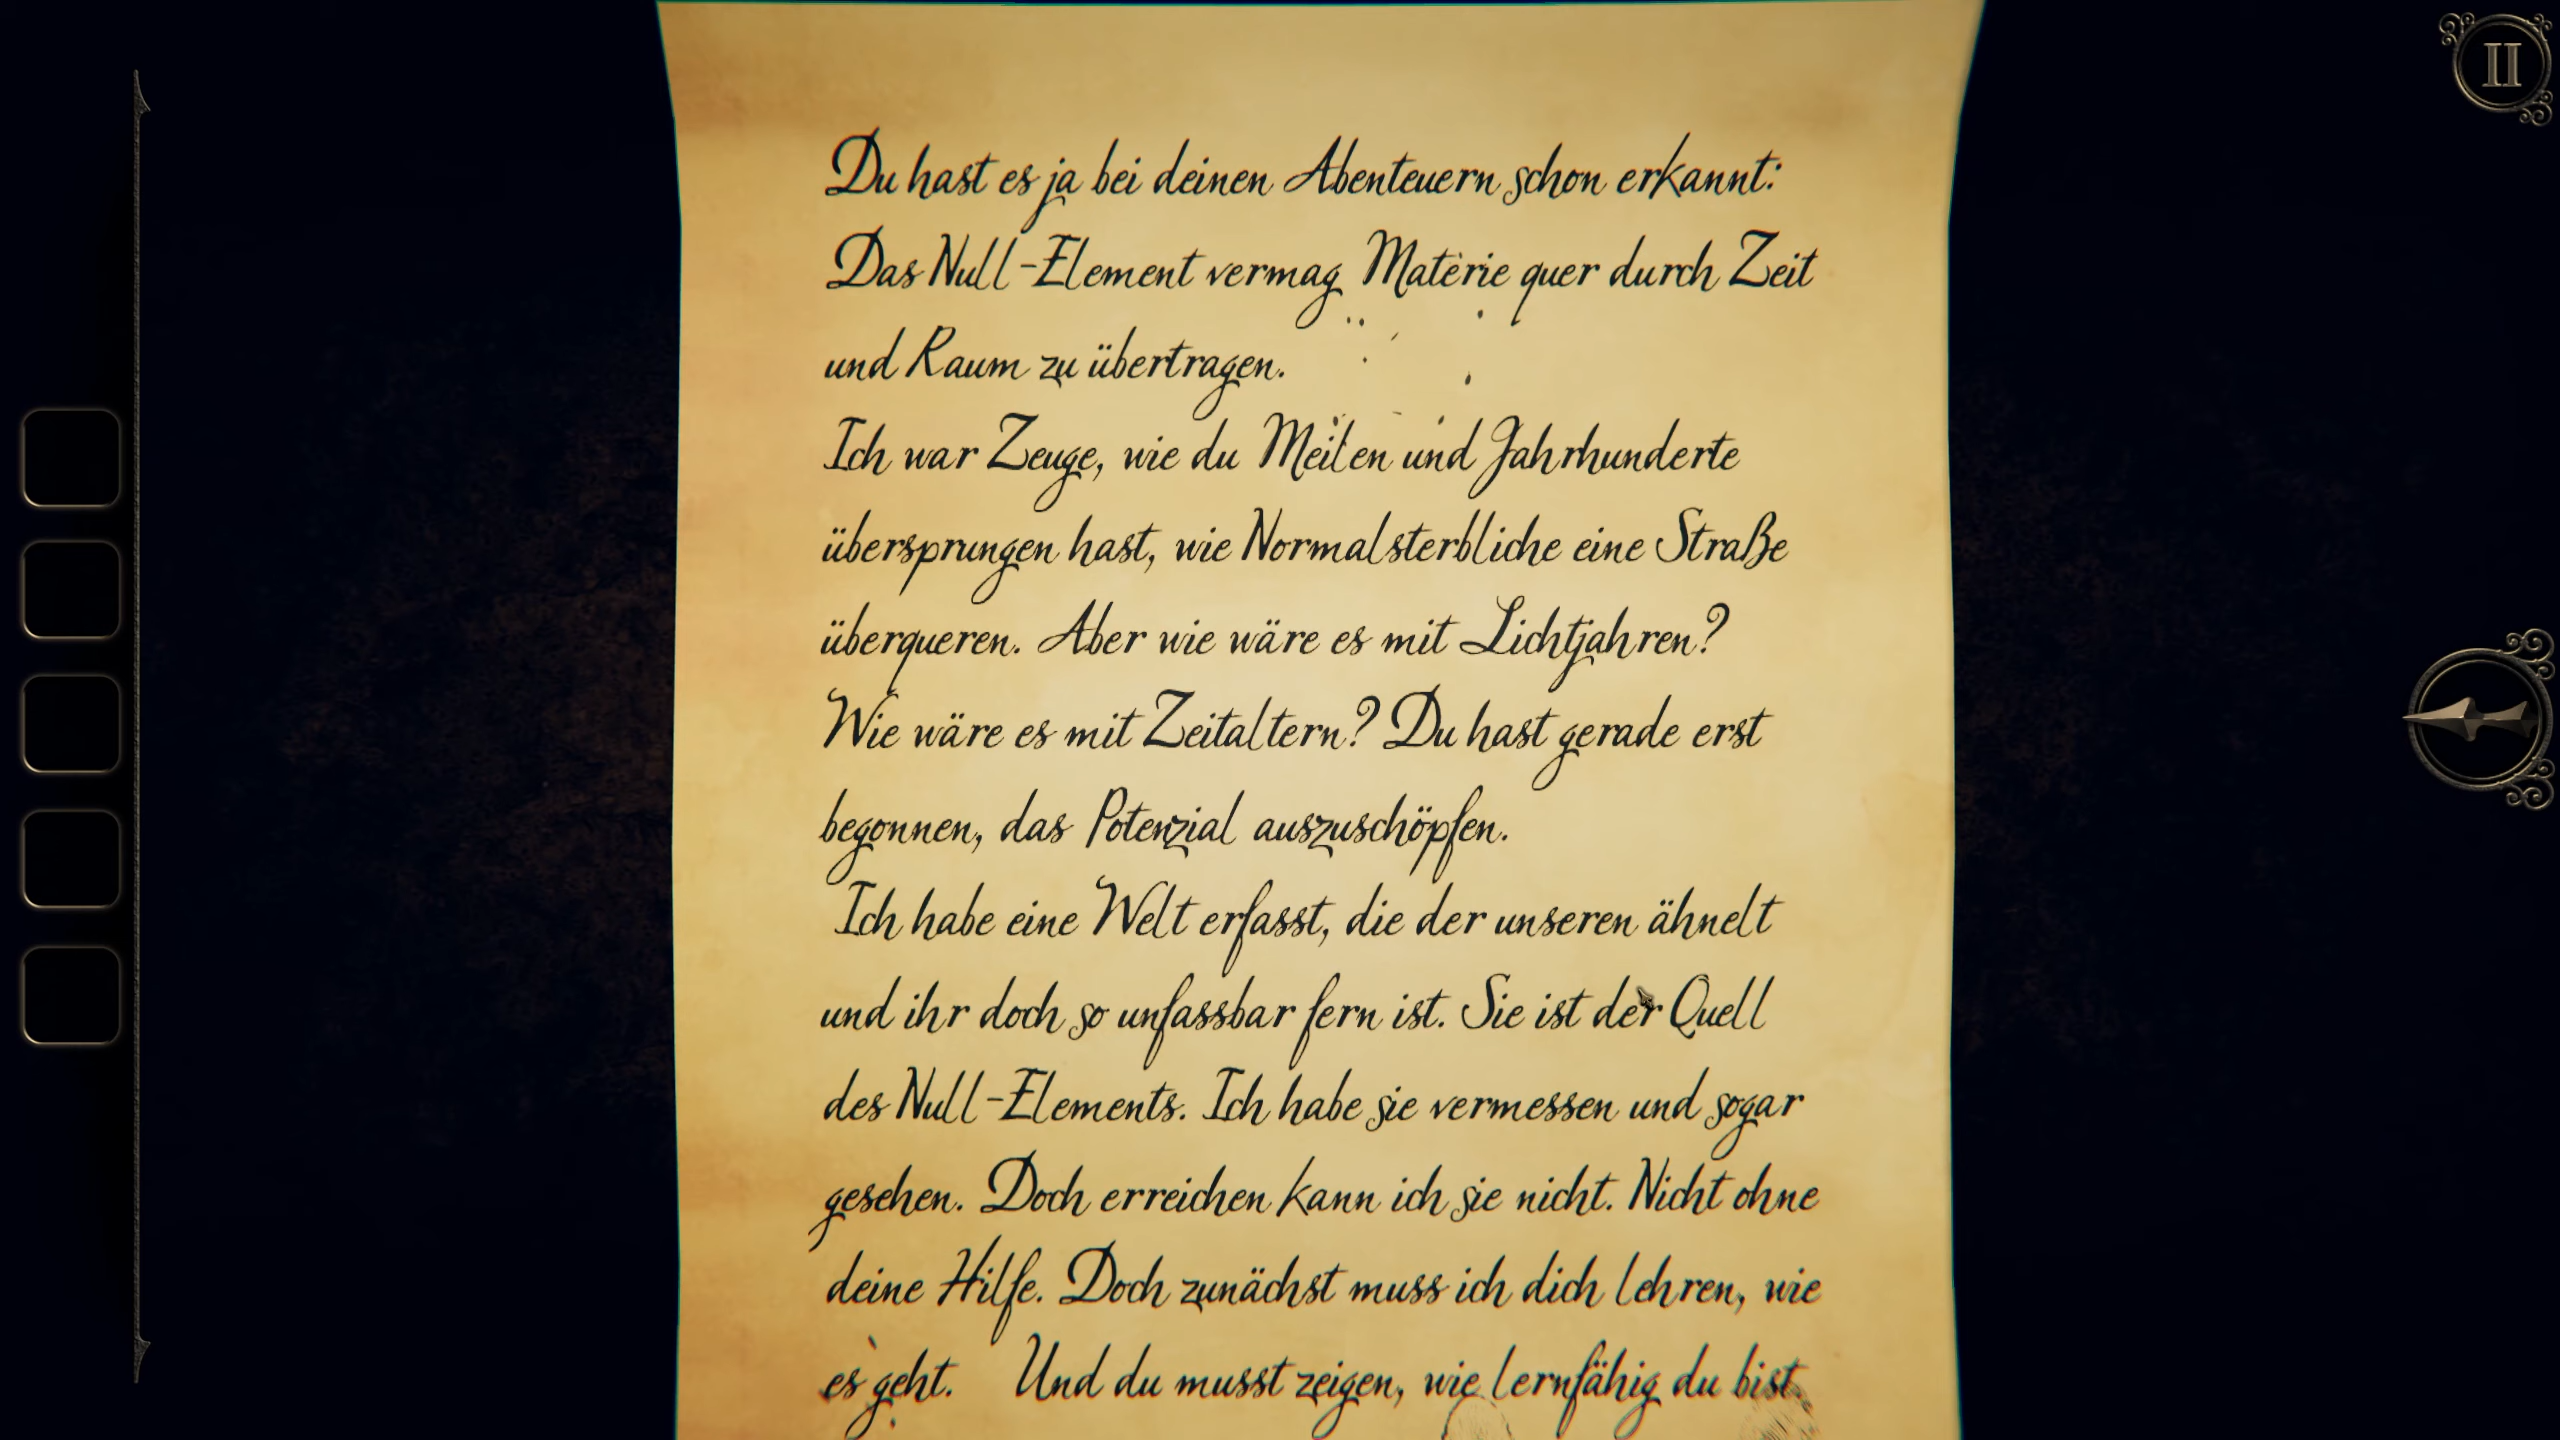 II
Du hast es ja bei deinen Abenteuern schon erkannt:
Das Null-Element vermag Materie quer durch Zeit
und Raum zu übertragen.
Ich war Zeuge, wie du Meilen und Jahrhunderte
übersprungen hast, wie Normalsterbliche eine Straße
überqueren. Aber wie wäre es mit Lichtjahren?
Wie wäre es mit Zeitaltern? Du hast gerade erst
begonnen, das Potenzial auszuschöpfen.
Ich habe eine Welt erfasst, die der unseren ähnelt
und ihr doch so unfassbar fern ist. Sie ist der Quell
des Null-Elements. Ich habe sie vermessen und sogar
gesehen. Doch erreichen kann ich sie nicht. Nicht ohne
deine Hilfe. Doch zunächst muss ich dich lehren, wie
es geht. Und du musst zeigen, wie lernfähig du bist.